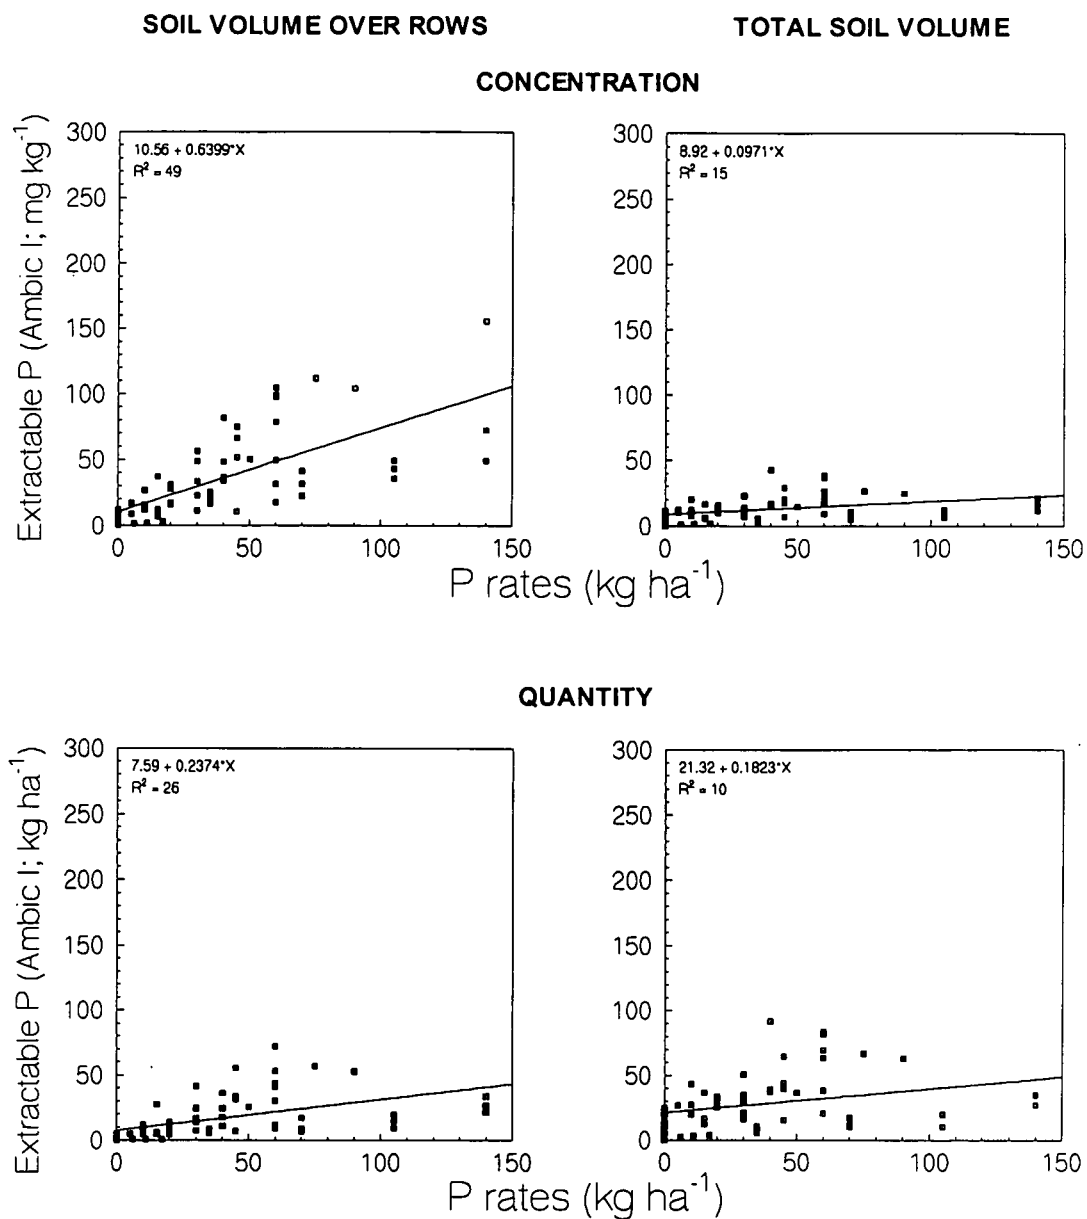 SOIL VOLUME OVER ROWS
TOTAL SOIL VOLUME
CONCENTRATION
Extractable P (Ambic I; mg kg⁻¹)
300
250
200
150
100
50
0
10.56 + 0.6399*X
R² = 49
0 50 100 150
300
250
200
150
100
50
0
8.92 + 0.0971*X
R² = 15
0 50 100 150
P rates (kg ha⁻¹)
QUANTITY
Extractable P (Ambic I; kg ha⁻¹)
300
250
200
150
100
50
0
7.59 + 0.2374*X
R² = 26
0 50 100 150
300
250
200
150
100
50
0
21.32 + 0.1823*X
R² = 10
0 50 100 150
P rates (kg ha⁻¹)